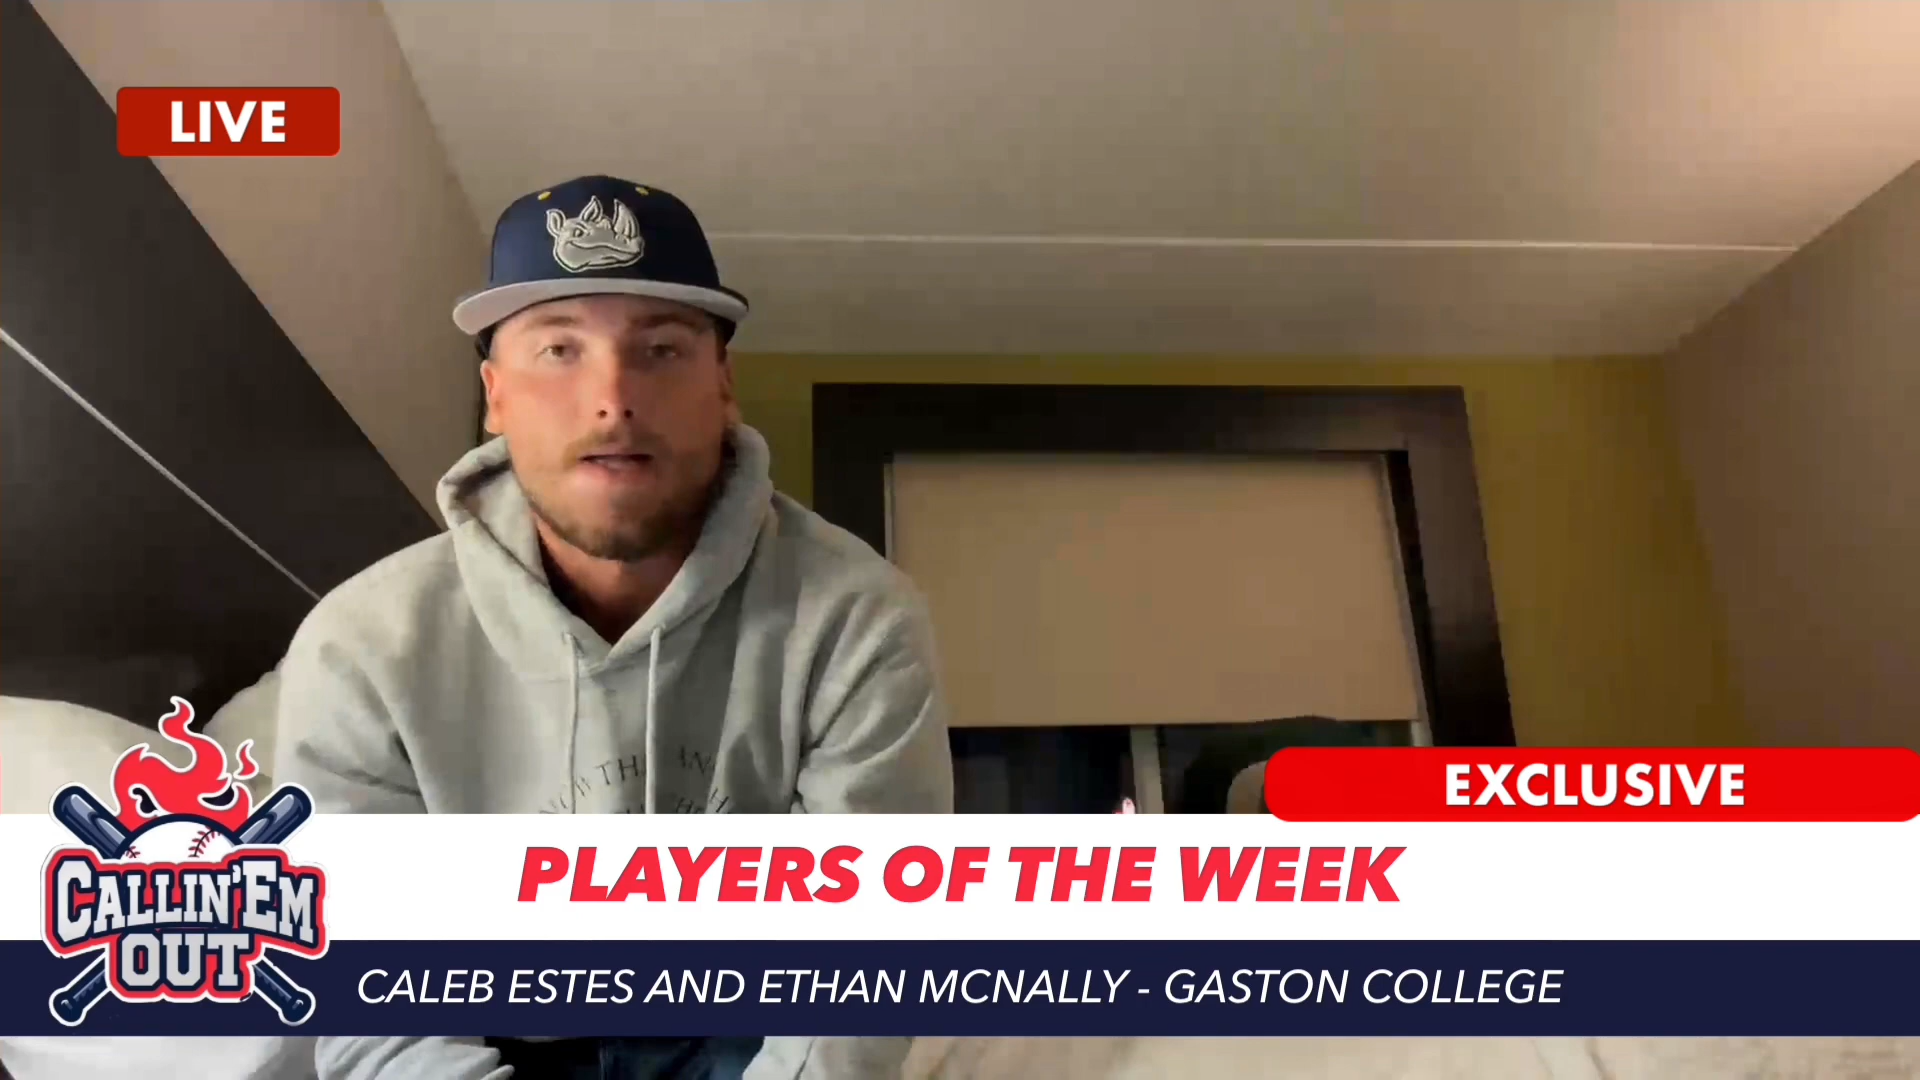 LIVE
EXCLUSIVE
PLAYERS OF THE WEEK
CALLIN'EM
OUT
CALEB ESTES AND ETHAN MCNALLY - GASTON COLLEGE